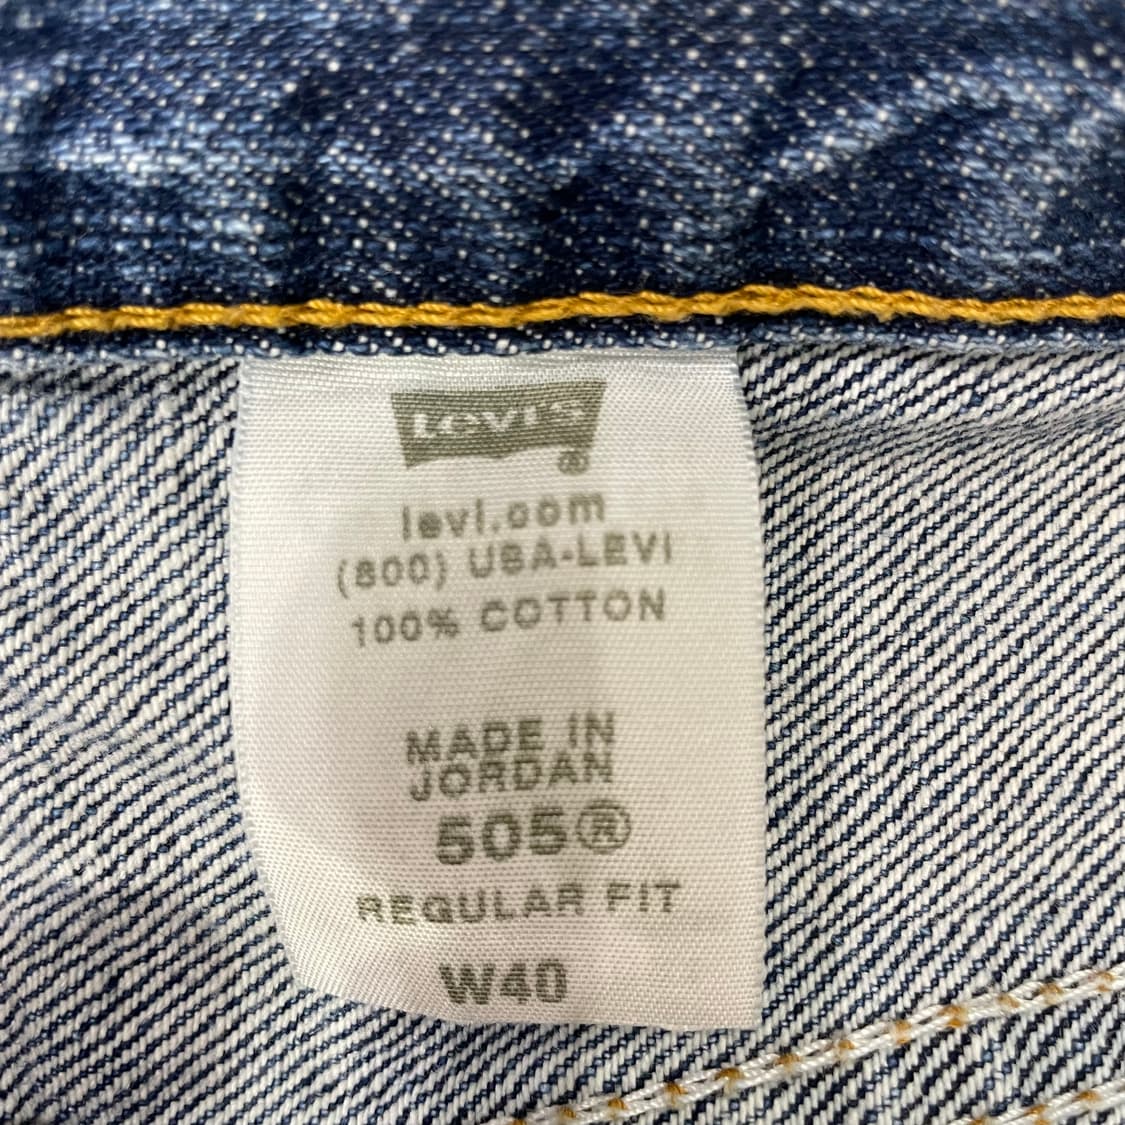 Levi's
®
levi.com
(800) USA-LEVI
100% COTTON
MADE IN
JORDAN
505®
REGULAR FIT
W40